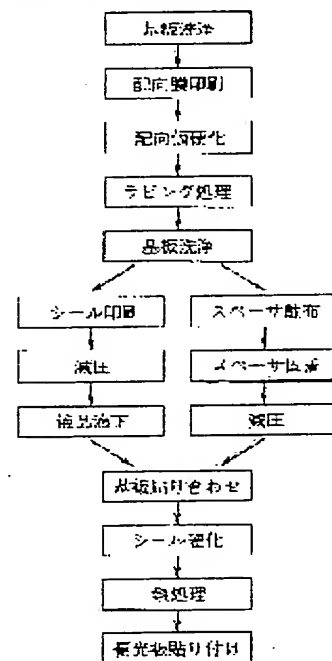 基板洗浄
配向膜印刷
配向膜硬化
ラビング処理
基板洗浄
シール印刷
スペーサ散布
減圧
スペーサ固着
液晶滴下
減圧
基板貼り合わせ
シール硬化
熱処理
偏光板貼り付け